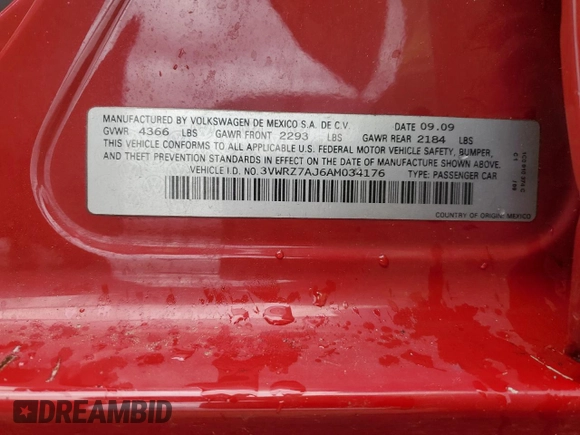 MANUFACTURED BY VOLKSWAGEN DE MEXICO S.A. DE C.V.
GVWR 4366 LBS GAWR FRONT 2293 LBS DATE 09.09 GAWR REAR 2184 LBS
THIS VEHICLE CONFORMS TO ALL APPLICABLE U.S. FEDERAL MOTOR VEHICLE SAFETY, BUMPER,
AND THEFT PREVENTION STANDARDS IN EFFECT ON THE DATE OF MANUFACTURE SHOWN ABOVE.
VEHICLE I.D. NO. 3VWRZ7AJ6AM034176 TYPE: PASSENGER CAR
COUNTRY OF ORIGIN: MEXICO
DREAMBID